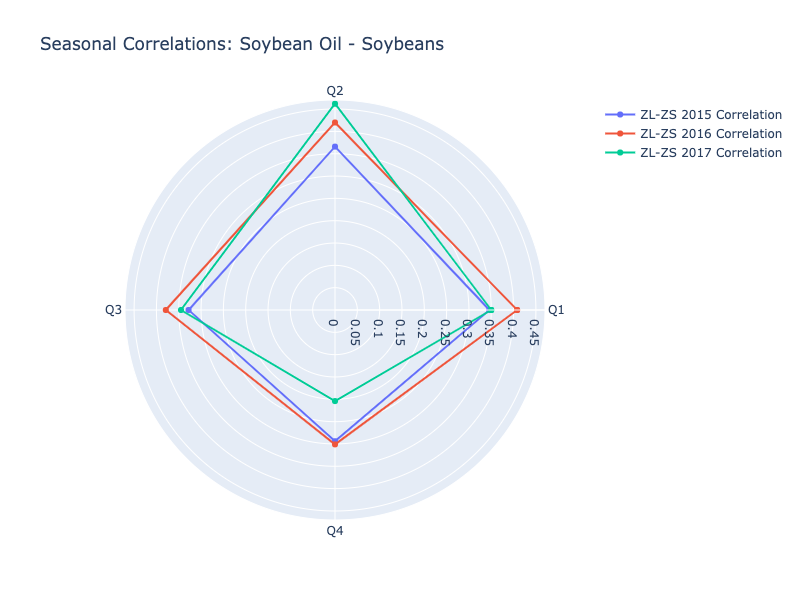 Seasonal Correlations: Soybean Oil - Soybeans
Q2
ZL-ZS 2015 Correlation
ZL-ZS 2016 Correlation
ZL-ZS 2017 Correlation
Q3
Q1
0
0.05
0.1
0.15
0.2
0.25
0.3
0.35
0.4
0.45
Q4